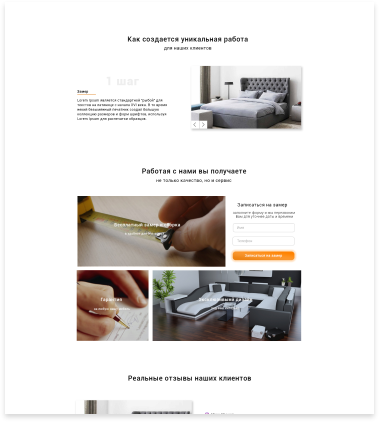 Как создается уникальная работа
для наших клиентов
1 шаг
Замер
Lorem Ipsum является стандартной "рыбой" для
текстов на латинице с начала XVI века. В то время
некий безымянный печатник создал большую
коллекцию размеров и форм шрифтов, используя
Lorem Ipsum для распечатки образцов.
Работая с нами вы получаете
не только качество, но и сервис
Бесплатный замер
Записаться на замер
Имя
Телефон
Записаться на замер
Гарантия
Реальные отзывы наших клиентов